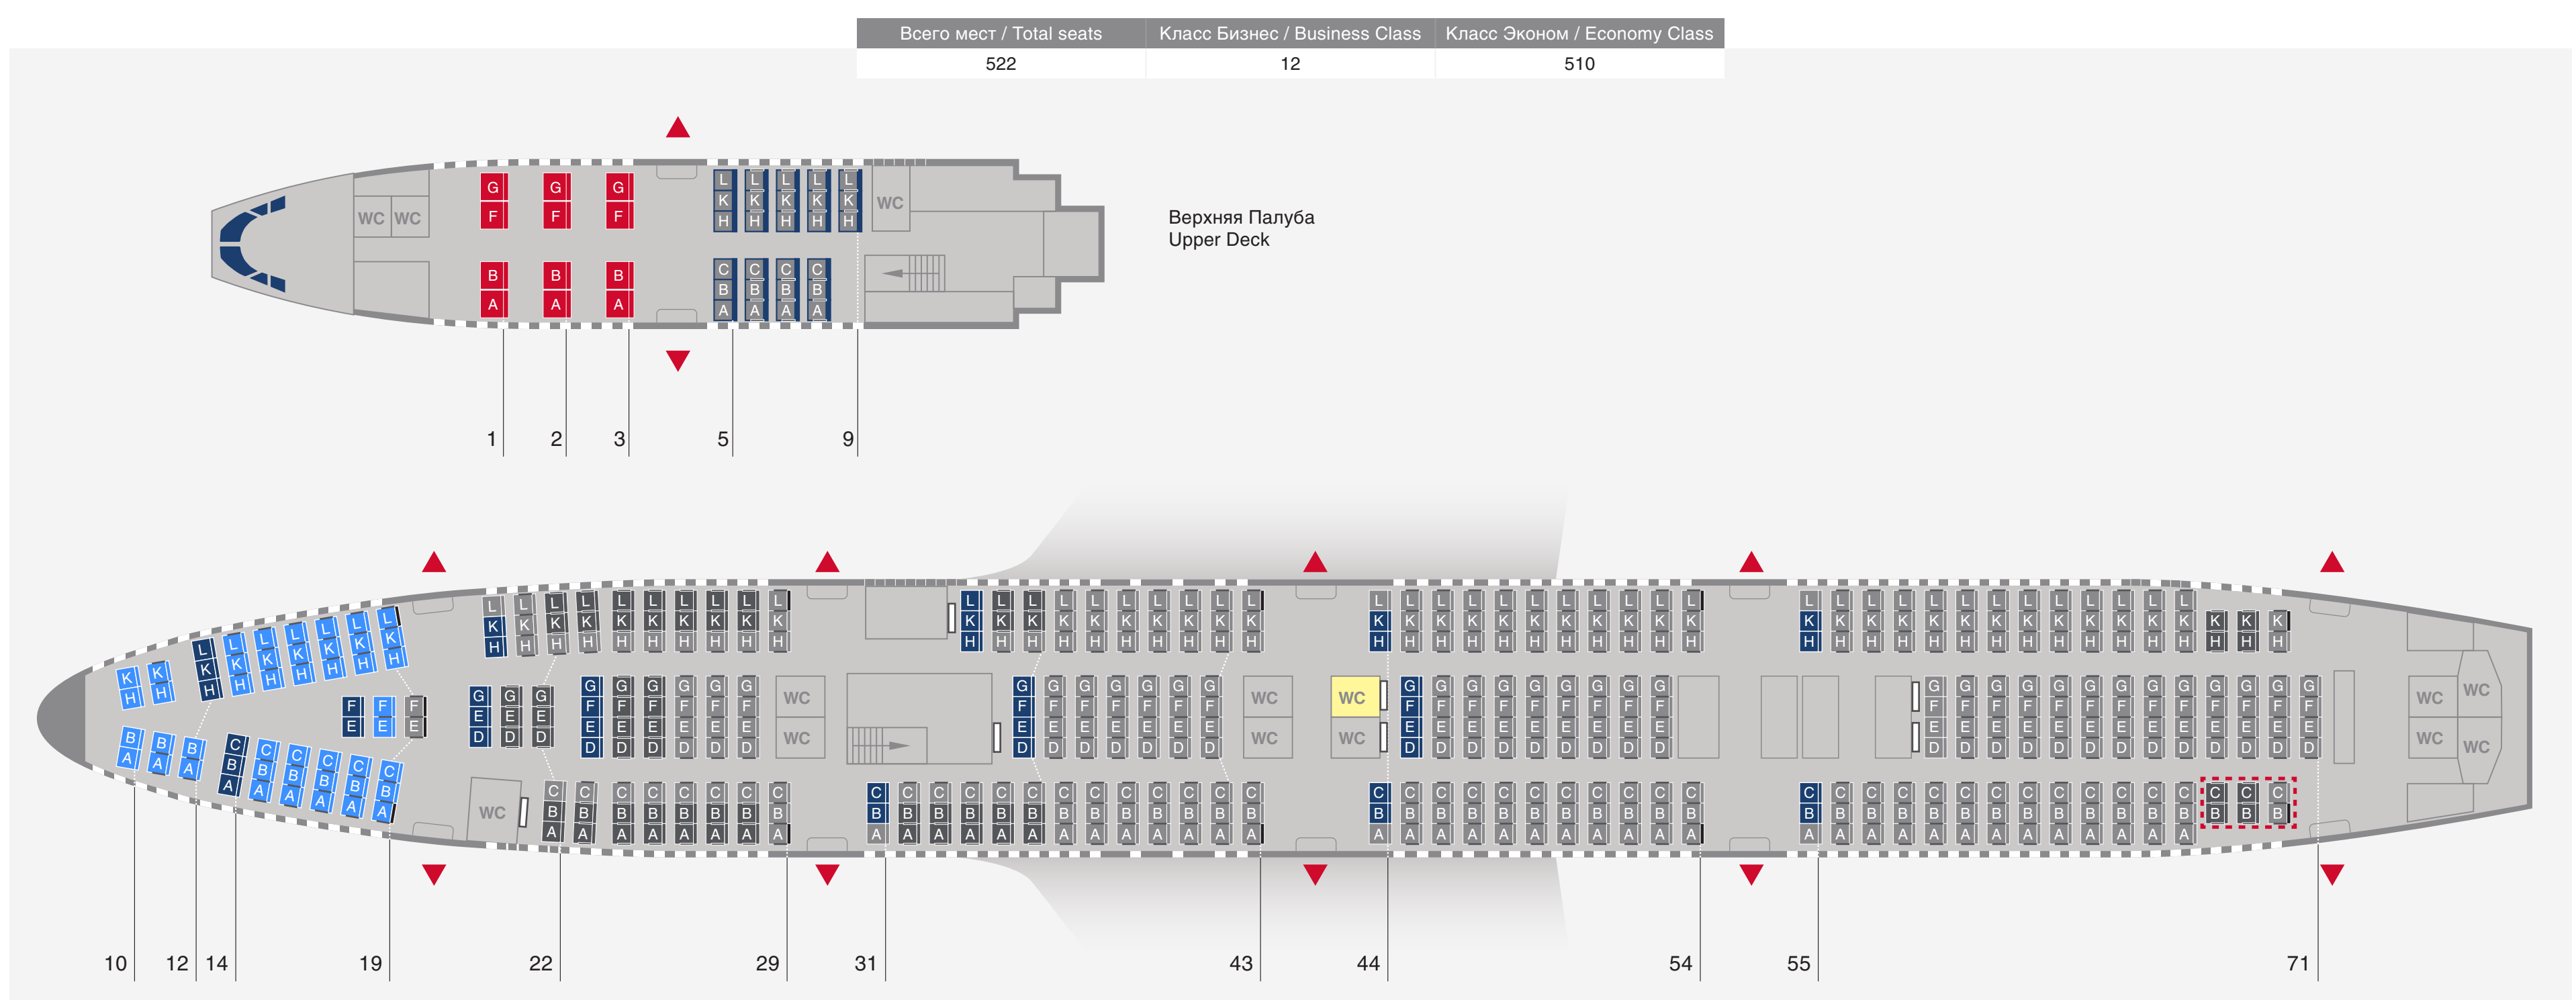 Всего мест / Total seats Класс Бизнес / Business Class Класс Эконом / Economy Class
522 12 510
G G G L L L L L
K K K K K
WC WC F F F H H H H H WC
Верхняя Палуба
Upper Deck
B B B C C C C
B B B B
A A A A A A A
1 2 3 5 9
L L L L L L L L L L L L L L L L L L L L L L L L L L L L L L L L L L L L L L L L L L L L L L L L L L L
K K K K K K K K K K K K K K K K K K K K K K K K K K K K K K K K K K K K K K K K K K K K K K K K K K K K K K K K
H H H H H H H H H H H H H H H H H H H H H H H H H H H H H H H H H H H H H H H H H H H H H H H H H H H H H H H H
G G G G G G G G G G G G G G G G G G G G G G G G G G G G G G G G G G G G G G
F F F F F F F F F WC F F F F F F F WC WC F F F F F F F F F F F F F F F F F F F F F F WC WC
E E E E E E E E E E E E E E E E E E E E E E E E E E E E E E E E E E E E E E E E E
D D D D D D D D D WC D D D D D D D WC WC D D D D D D D D D D D D D D D D D D D D D D WC WC
C C C C C C C C C C C C C C C C C C C C C C C C C C C C C C C C C C C C C C C C C C C C C C C C C C C C C C
B B B B B B B B B WC B B B B B B B B B B B B B B B B B B B B B B B B B B B B B B B B B B B B B B B B B B B B B B B B
A A A A A A A A A A A A A A A A A A A A A A A A A A A A A A A A A A A A A A A A A A A A A A A A A A A A A A
10 12 14 19 22 29 31 43 44 54 55 71